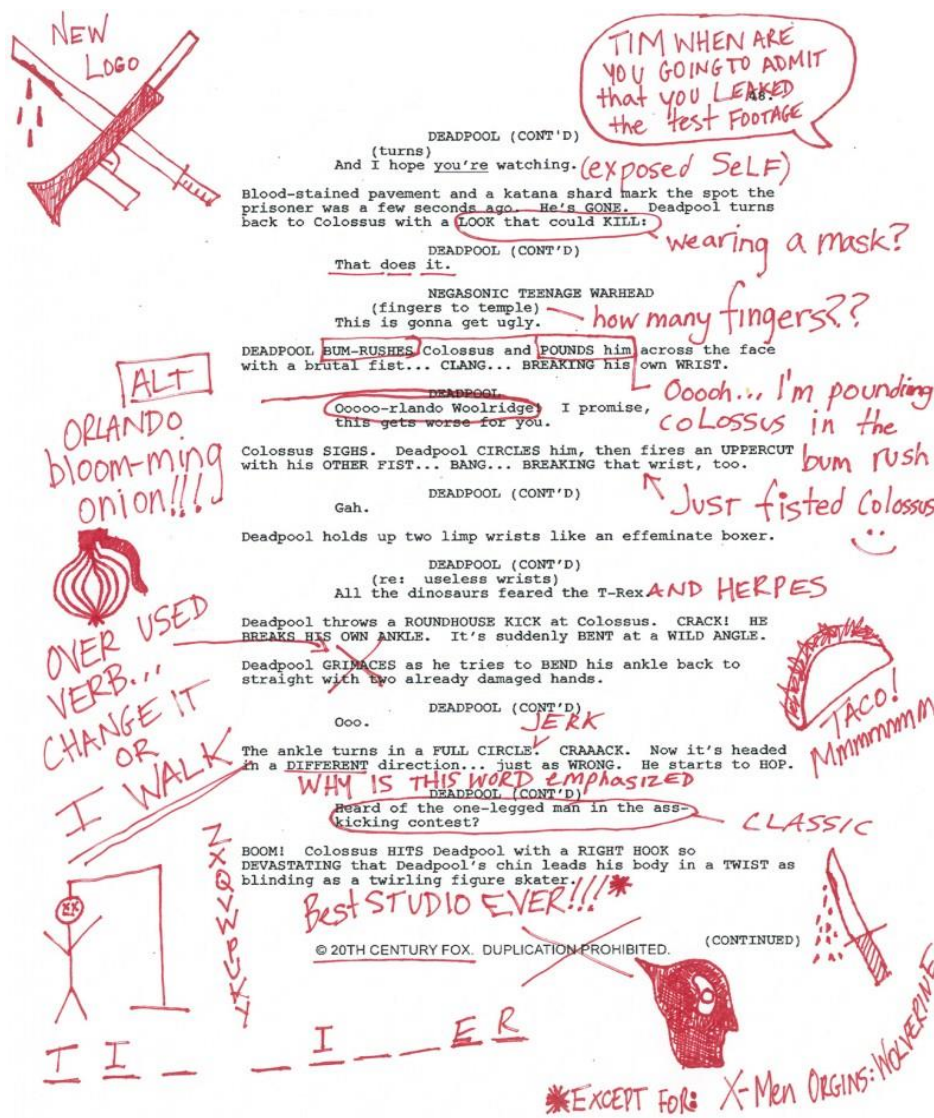 NEW
LOGO
TIM WHEN ARE
YOU GOING TO ADMIT
that you LEAKED
48.
the test FOOTAGE
DEADPOOL (CONT'D)
(turns)
And I hope you're watching. (exposed SeLF)
Blood-stained pavement and a katana shard mark the spot the
prisoner was a few seconds ago. He's GONE. Deadpool turns
back to Colossus with a LOOK that could KILL:
wearing a mask?
DEADPOOL (CONT'D)
That does it.
NEGASONIC TEENAGE WARHEAD
(fingers to temple)
how many fingers??
This is gonna get ugly.
DEADPOOL BUM-RUSHES Colossus and POUNDS him across the face
with a brutal fist... CLANG... BREAKING his own WRIST.
ALT
ORLANDO
bloom-ming
onion!!!
Ooooh... I'm pounding
COLOSSUS in the
bum rush
DEADPOOL
Ooooo-rlando Woolridge! I promise,
this gets worse for you.
Colossus SIGHS. Deadpool CIRCLES him, then fires an UPPERCUT
with his OTHER FIST... BANG... BREAKING that wrist, too.
Just fisted Colossus
DEADPOOL (CONT'D)
Gah.
Deadpool holds up two limp wrists like an effeminate boxer.
DEADPOOL (CONT'D)
(re: useless wrists)
All the dinosaurs feared the T-Rex. AND HERPES
Deadpool throws a ROUNDHOUSE KICK at Colossus. CRACK! HE
BREAKS HIS OWN ANKLE. It's suddenly BENT at a WILD ANGLE.
OVER USED
VERB...
CHANGE IT
OR
I WALK
Deadpool GRIMACES as he tries to BEND his ankle back to
straight with two already damaged hands.
TACO!
Mmmmmmm
DEADPOOL (CONT'D)
Ooo.
JERK
The ankle turns in a FULL CIRCLE. CRAAACK. Now it's headed
in a DIFFERENT direction... just as WRONG. He starts to HOP.
WHY IS THIS WORD emphasized
DEADPOOL (CONT'D)
Heard of the one-legged man in the ass-
kicking contest?
CLASSIC
BOOM! Colossus HITS Deadpool with a RIGHT HOOK so
DEVASTATING that Deadpool's chin leads his body in a TWIST as
blinding as a twirling figure skater.
Best STUDIO EVER!!!*
(CONTINUED)
© 20TH CENTURY FOX. DUPLICATION PROHIBITED.
T I _ _ I _ _ E R
*EXCEPT FOR: X-Men ORGINS: WOLVERINE